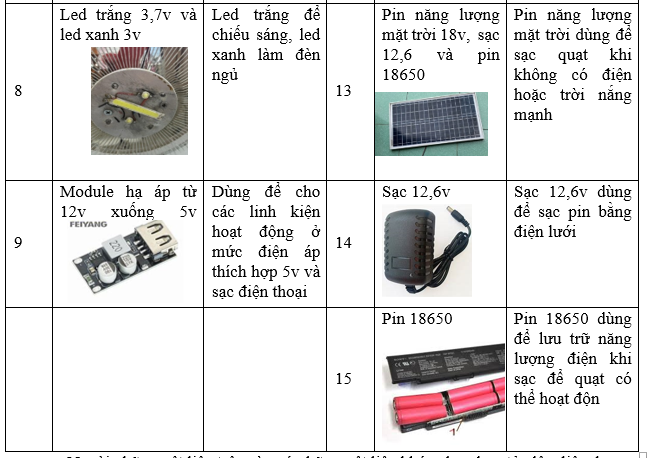 8
Led trắng 3,7v và
led xanh 3v
Led trắng để
chiếu sáng, led
xanh làm đèn
ngủ
13
Pin năng lượng
mặt trời 18v, sạc
12,6 và pin
18650
Pin năng lượng
mặt trời dùng để
sạc quạt khi
không có điện
hoặc trời nắng
mạnh
9
Module hạ áp từ
12v xuống 5v
FEIYANG
220
Dùng để cho
các linh kiện
hoạt động ở
mức điện áp
thích hợp 5v và
sạc điện thoại
14
Sạc 12,6v
Sạc 12,6v dùng
để sạc pin bằng
điện lưới
15
Pin 18650
1
Pin 18650 dùng
để lưu trữ năng
lượng điện khi
sạc để quạt có
thể hoạt độn